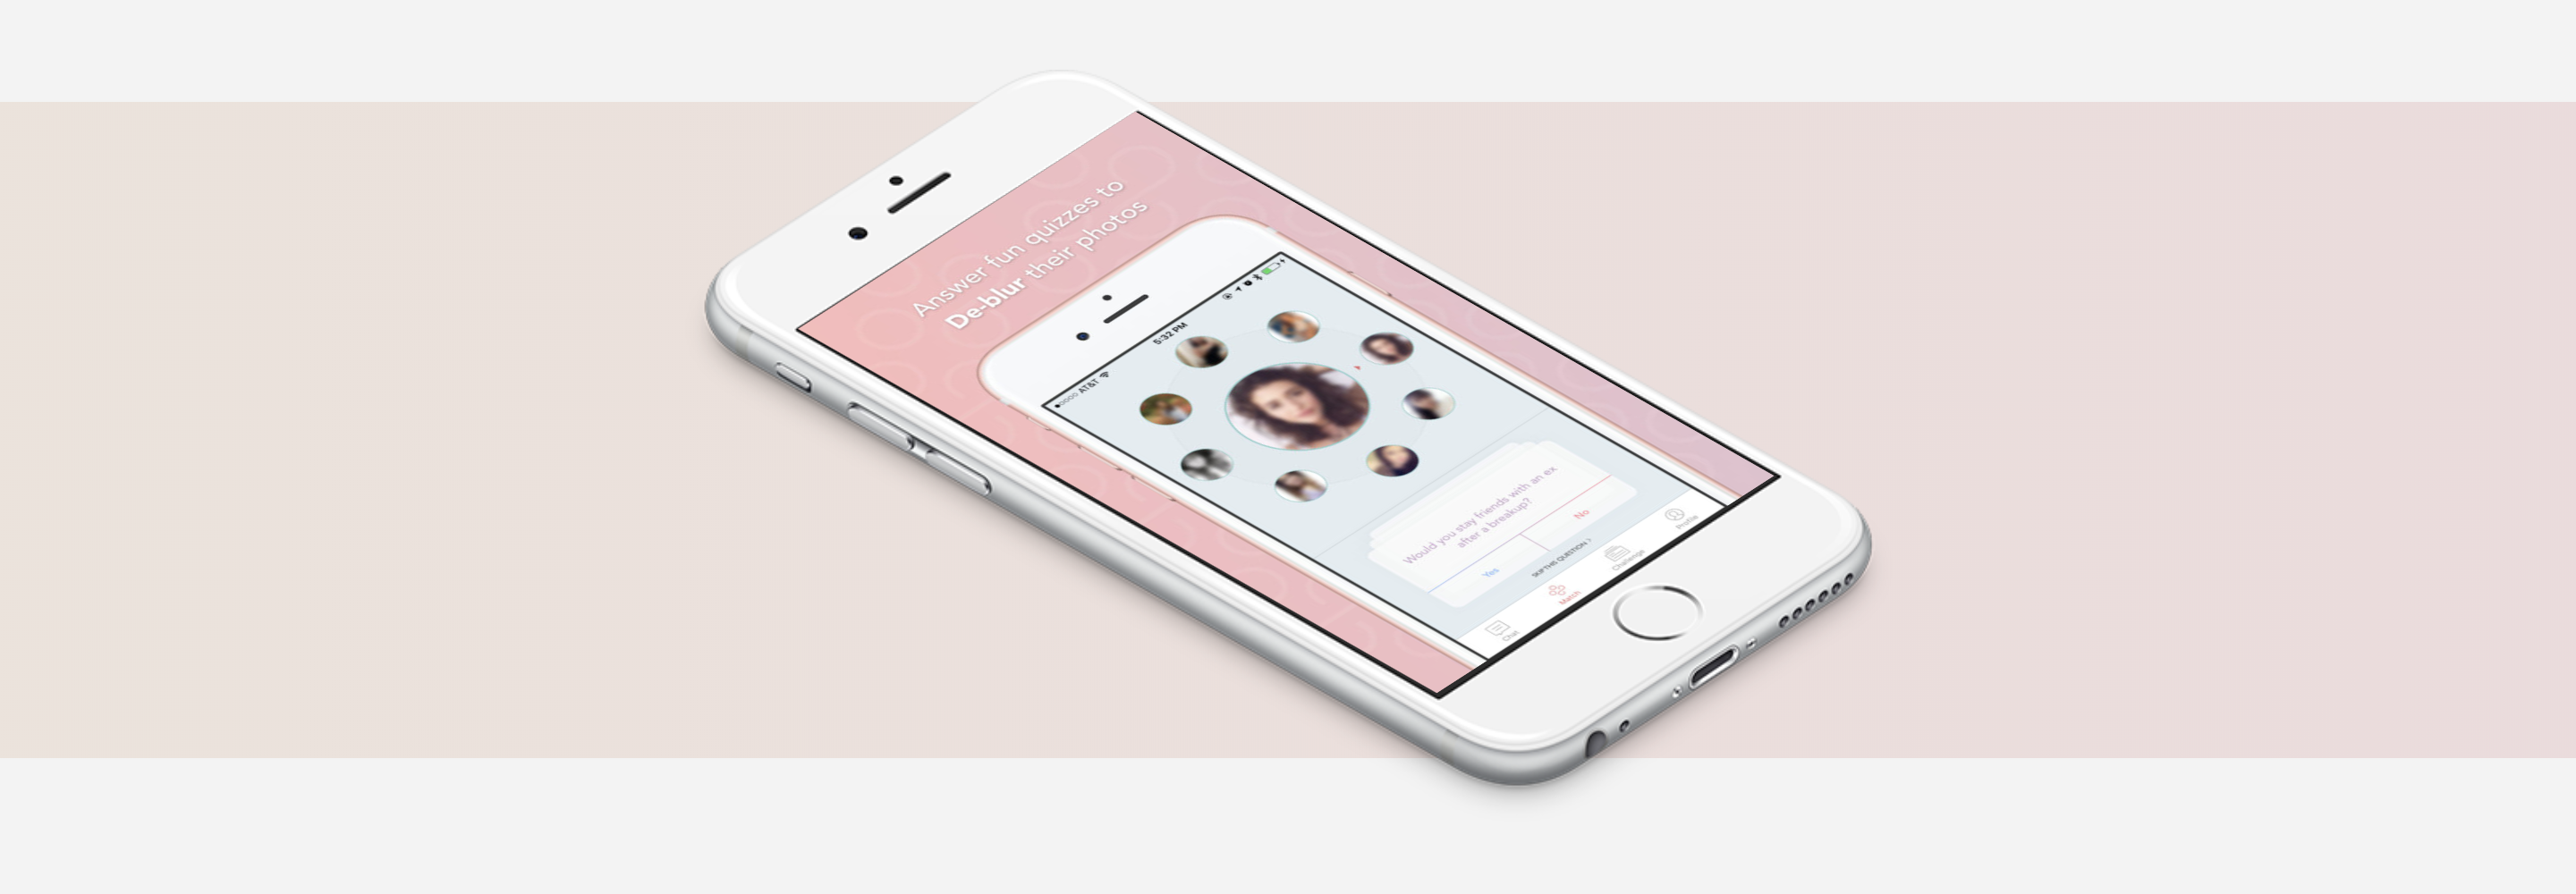 Answer fun quizzes to
De-blur their photos
AT&T
5:32 PM
Would you stay friends with an ex
after a breakup?
Yes
No
SKIP THIS QUESTION >
Chat
Match
Challenge
Profile